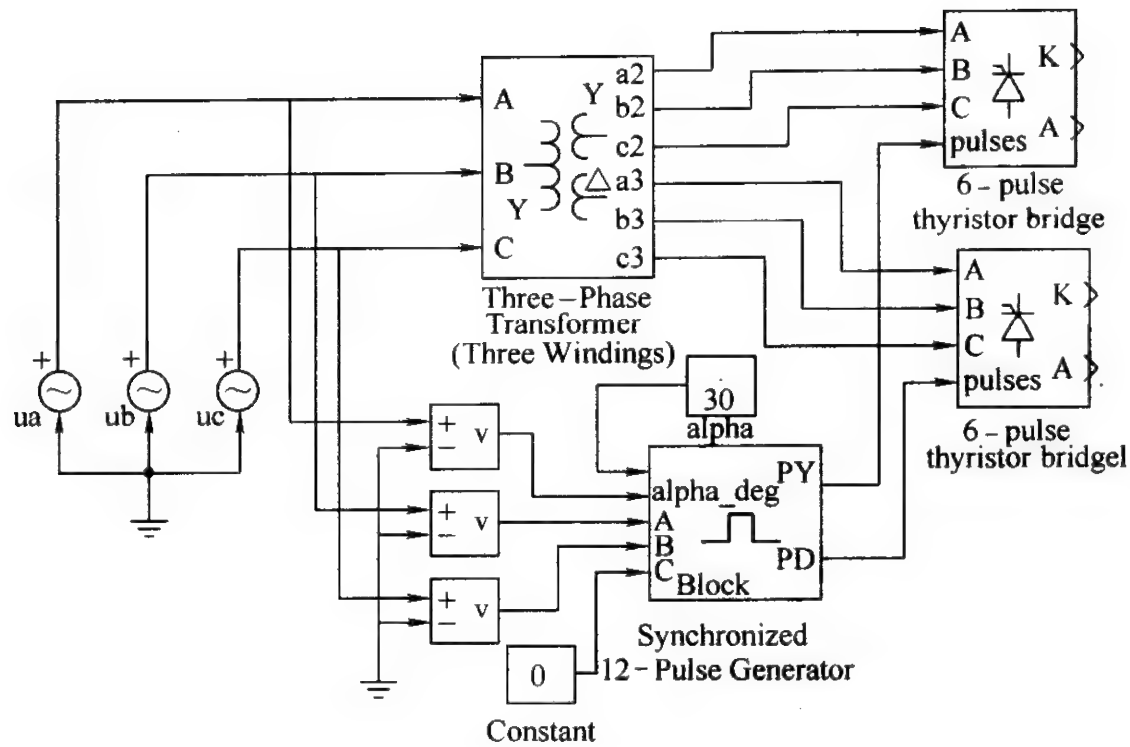 A
B
C
pulses
K
A
6-pulse
thyristor bridge
A
B
C
Y
Y
△
a2
b2
c2
a3
b3
c3
Three-Phase
Transformer
(Three Windings)
A
B
C
pulses
K
A
6-pulse
thyristor bridgel
+
ua
+
ub
+
uc
30
alpha
+
−
v
+
−
v
+
−
v
alpha_deg
A
B
C
Block
PY
PD
Synchronized
12-Pulse Generator
0
Constant